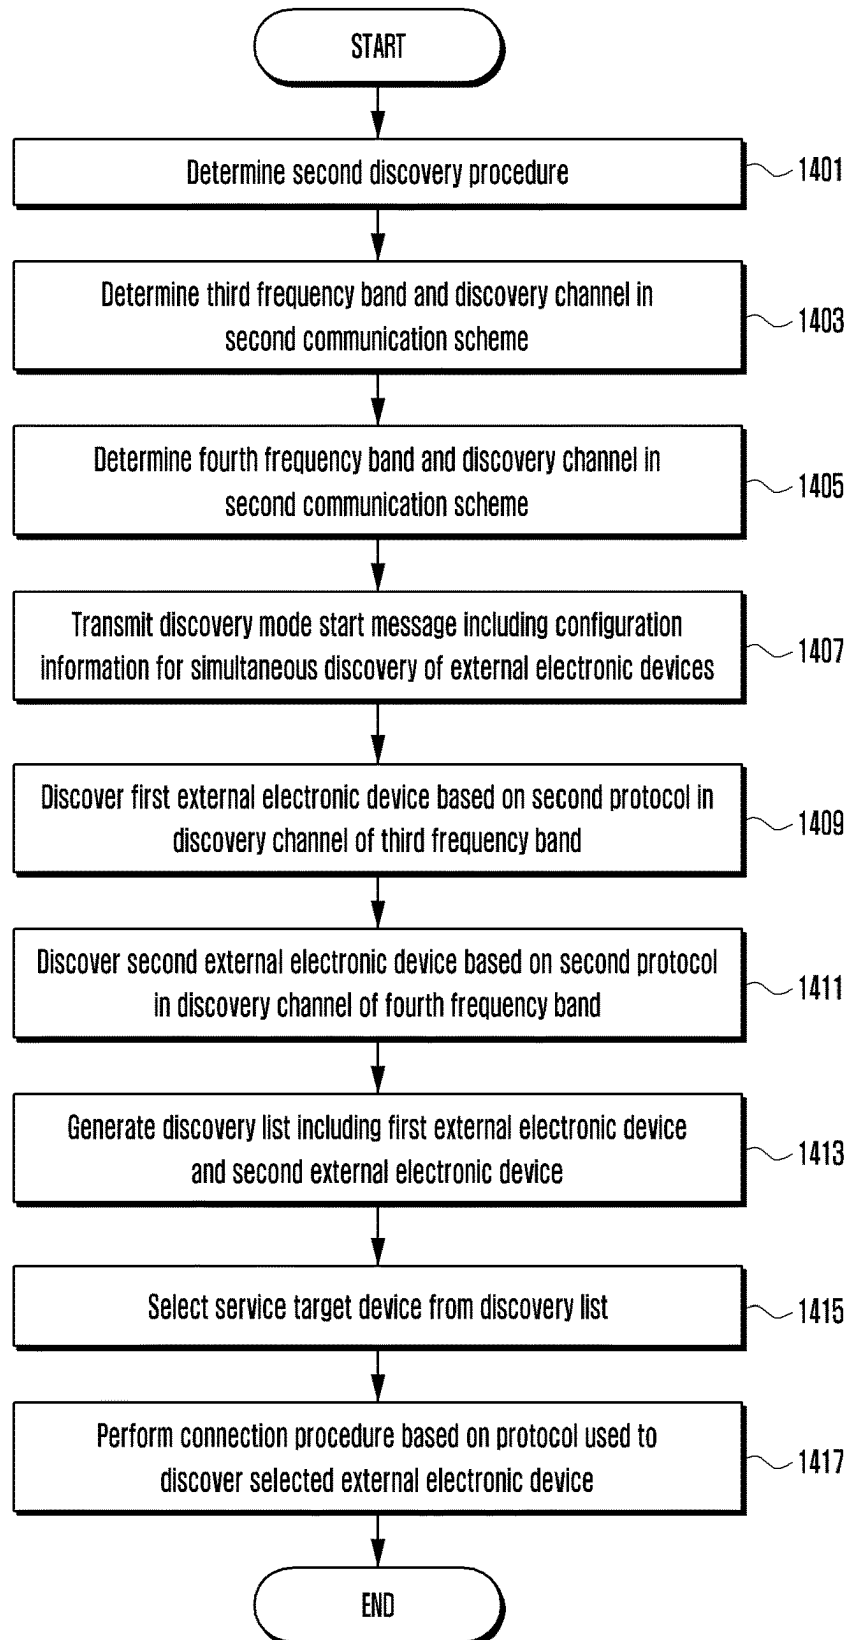 START
Determine second discovery procedure
1401
Determine third frequency band and discovery channel in
second communication scheme
1403
Determine fourth frequency band and discovery channel in
second communication scheme
1405
Transmit discovery mode start message including configuration
information for simultaneous discovery of external electronic devices
1407
Discover first external electronic device based on second protocol in
discovery channel of third frequency band
1409
Discover second external electronic device based on second protocol
in discovery channel of fourth frequency band
1411
Generate discovery list including first external electronic device
and second external electronic device
1413
Select service target device from discovery list
1415
Perform connection procedure based on protocol used to
discover selected external electronic device
1417
END